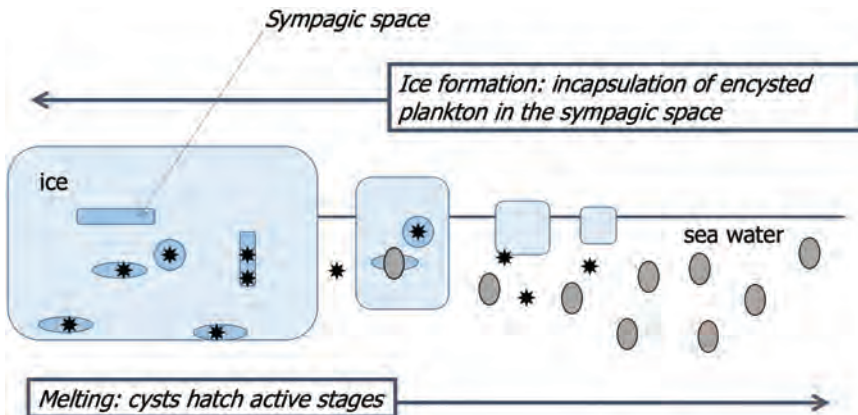 Sympagic space
Ice formation: incapsulation of encysted
plankton in the sympagic space
ice
sea water
Melting: cysts hatch active stages